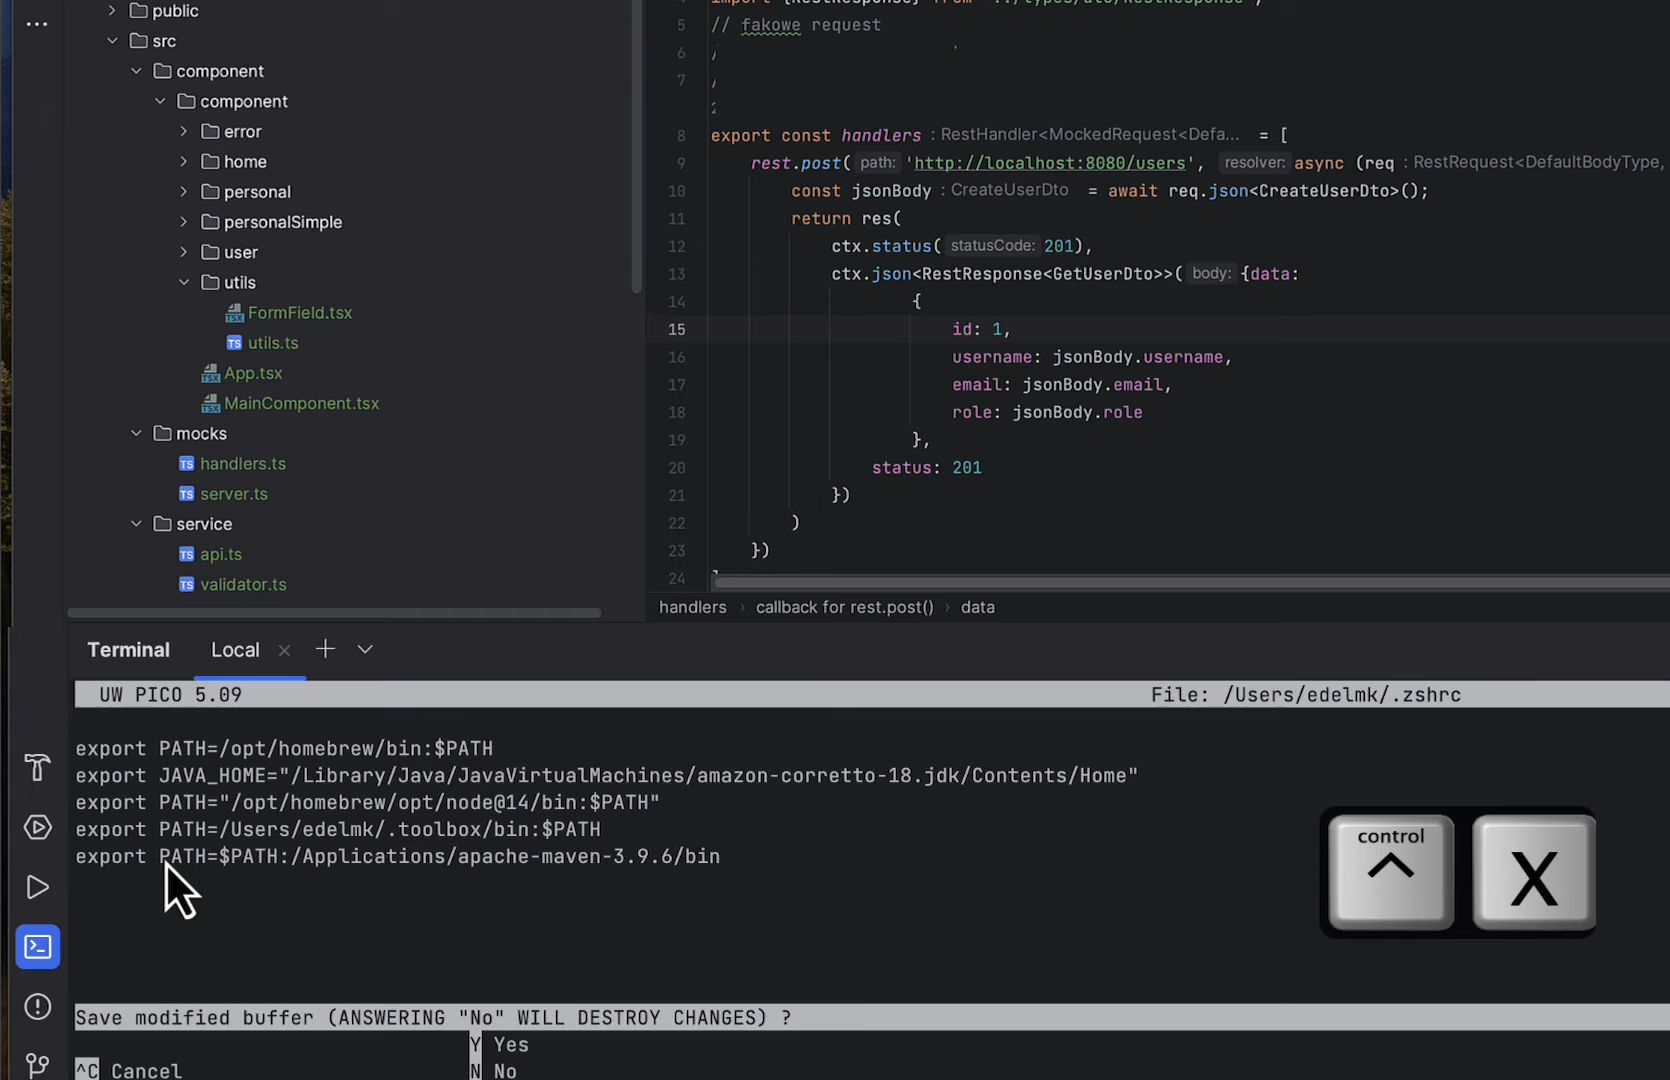 public
src
component
component
error
home
personal
personalSimple
user
utils
FormField.tsx
utils.ts
App.tsx
MainComponent.tsx
mocks
handlers.ts
server.ts
service
api.ts
validator.ts
5 // fakowe request
6 /
7 /
8 export const handlers : RestHandler<MockedRequest<Defa... = [
9 rest.post( path: 'http://localhost:8080/users', resolver: async (req : RestRequest<DefaultBodyType,
10 const jsonBody : CreateUserDto = await req.json<CreateUserDto>();
11 return res(
12 ctx.status( statusCode: 201),
13 ctx.json<RestResponse<GetUserDto>>( body: {data:
14 {
15 id: 1,
16 username: jsonBody.username,
17 email: jsonBody.email,
18 role: jsonBody.role
19 },
20 status: 201
21 })
22 )
23 })
24
handlers › callback for rest.post() › data
Terminal Local
UW PICO 5.09 File: /Users/edelmk/.zshrc
export PATH=/opt/homebrew/bin:$PATH
export JAVA_HOME="/Library/Java/JavaVirtualMachines/amazon-corretto-18.jdk/Contents/Home"
export PATH="/opt/homebrew/opt/node@14/bin:$PATH"
export PATH=/Users/edelmk/.toolbox/bin:$PATH
export PATH=$PATH:/Applications/apache-maven-3.9.6/bin
control
^ X
Save modified buffer (ANSWERING "No" WILL DESTROY CHANGES) ?
Y Yes
^C Cancel N No